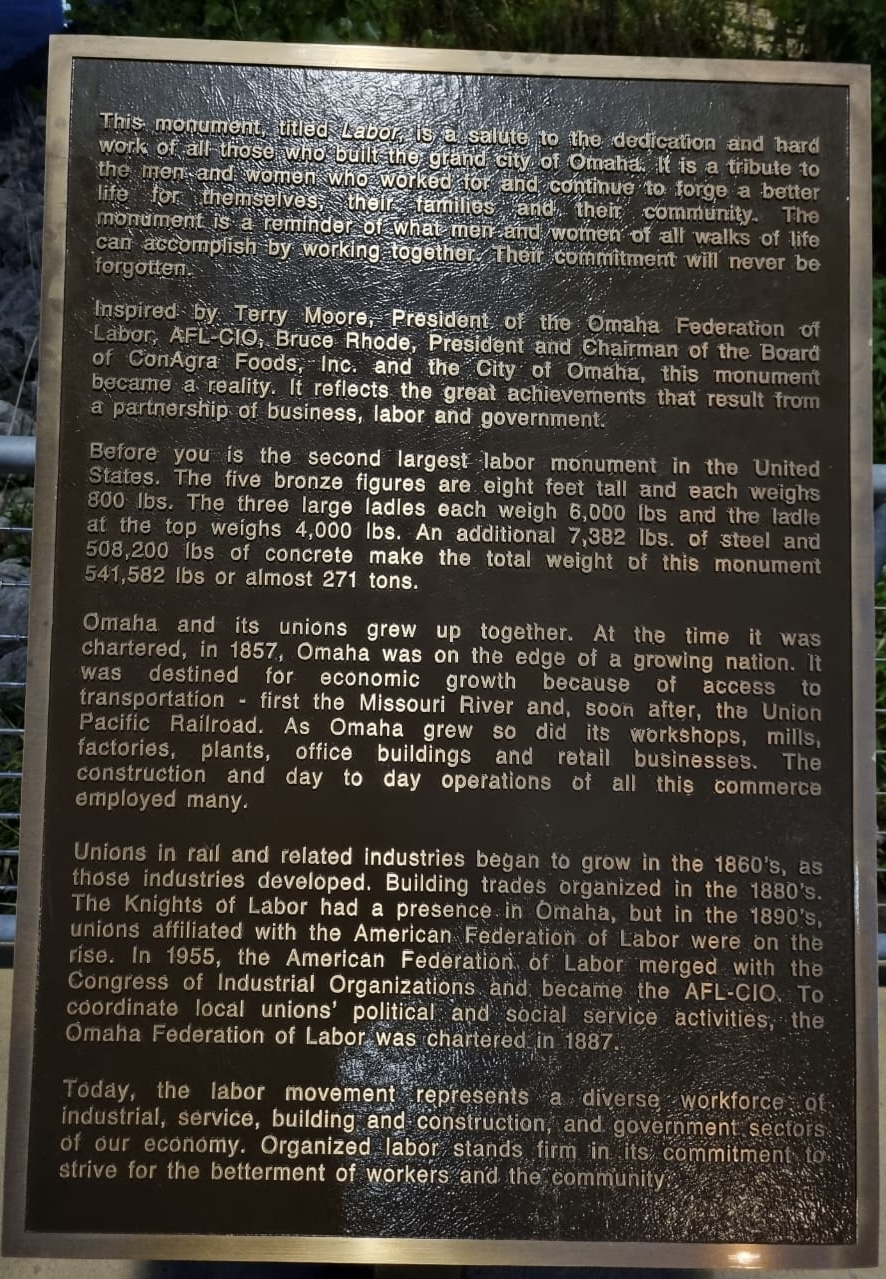 This monument, titled Labor, is a salute to the dedication and hard
work of all those who built the grand city of Omaha. It is a tribute to
the men and women who worked for and continue to forge a better
life for themselves, their families and their community. The
monument is a reminder of what men and women of all walks of life
can accomplish by working together. Their commitment will never be
forgotten.
Inspired by Terry Moore, President of the Omaha Federation of
Labor, AFL-CIO, Bruce Rhode, President and Chairman of the Board
of ConAgra Foods, Inc. and the City of Omaha, this monument
became a reality. It reflects the great achievements that result from
a partnership of business, labor and government.
Before you is the second largest labor monument in the United
States. The five bronze figures are eight feet tall and each weighs
800 lbs. The three large ladles each weigh 6,000 lbs and the ladle
at the top weighs 4,000 lbs. An additional 7,382 lbs. of steel and
508,200 lbs of concrete make the total weight of this monument
541,582 lbs or almost 271 tons.
Omaha and its unions grew up together. At the time it was
chartered, in 1857, Omaha was on the edge of a growing nation. It
was destined for economic growth because of access to
transportation - first the Missouri River and, soon after, the Union
Pacific Railroad. As Omaha grew so did its workshops, mills,
factories, plants, office buildings and retail businesses. The
construction and day to day operations of all this commerce
employed many.
Unions in rail and related industries began to grow in the 1860's, as
those industries developed. Building trades organized in the 1880's.
The Knights of Labor had a presence in Omaha, but in the 1890's,
unions affiliated with the American Federation of Labor were on the
rise. In 1955, the American Federation of Labor merged with the
Congress of Industrial Organizations and became the AFL-CIO. To
coordinate local unions' political and social service activities, the
Omaha Federation of Labor was chartered in 1887.
Today, the labor movement represents a diverse workforce of
industrial, service, building and construction, and government sectors
of our economy. Organized labor stands firm in its commitment to
strive for the betterment of workers and the community.